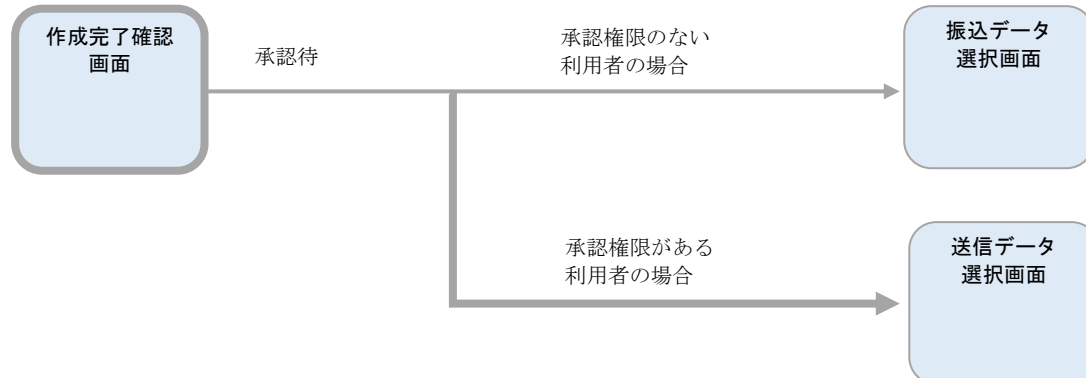 作成完了確認
画面
承認待
承認権限のない
利用者の場合
振込データ
選択画面
承認権限がある
利用者の場合
送信データ
選択画面